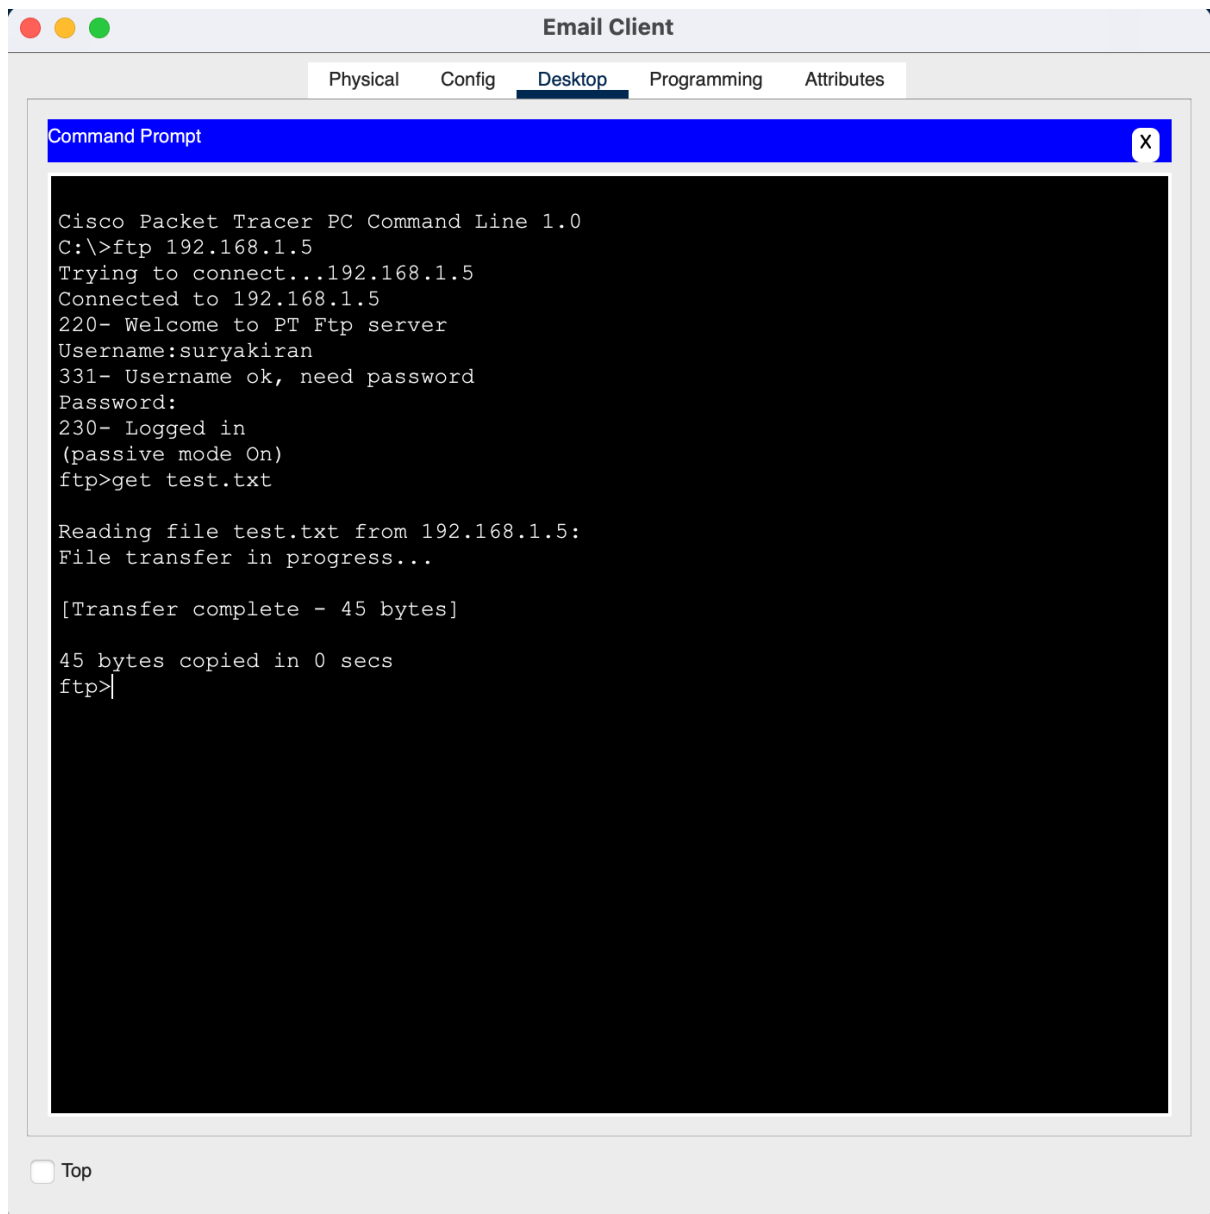 Email Client
Physical Config Desktop Programming Attributes
Command Prompt
X
Cisco Packet Tracer PC Command Line 1.0
C:\>ftp 192.168.1.5
Trying to connect...192.168.1.5
Connected to 192.168.1.5
220- Welcome to PT Ftp server
Username:suryakiran
331- Username ok, need password
Password:
230- Logged in
(passive mode On)
ftp>get test.txt
Reading file test.txt from 192.168.1.5:
File transfer in progress...
[Transfer complete - 45 bytes]
45 bytes copied in 0 secs
ftp>
Top